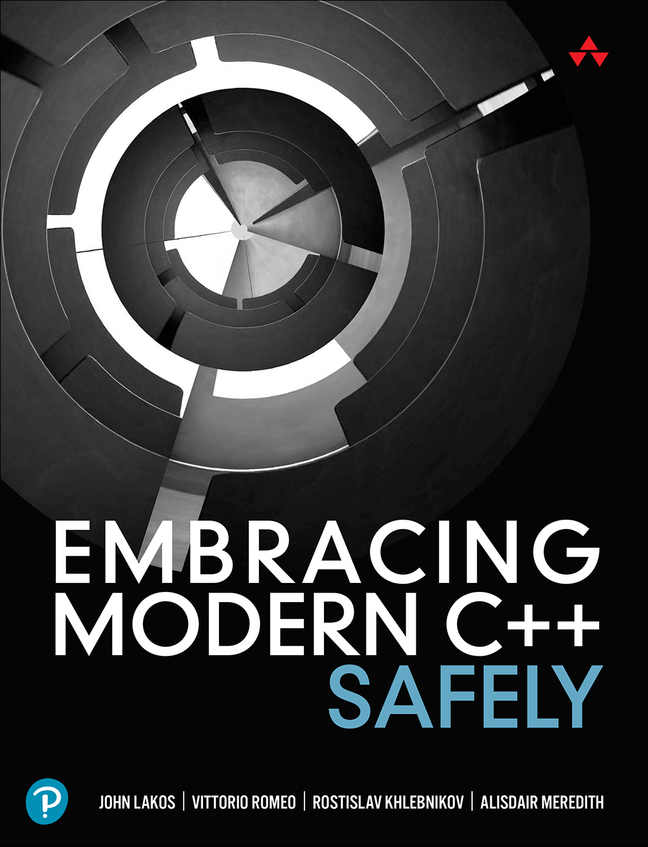 EMBRACING
MODERN C++
SAFELY
JOHN LAKOS | VITTORIO ROMEO | ROSTISLAV KHLEBNIKOV | ALISDAIR MEREDITH